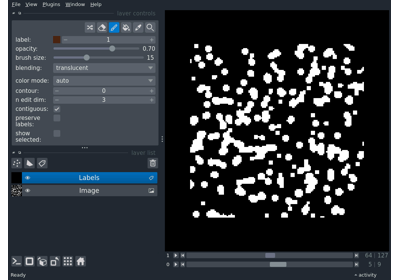 File View Plugins Window Help
layer controls
label: 1
opacity: 0.70
brush size: 15
blending: translucent
color mode: auto
contour: 0
n edit dim: 3
contiguous:
preserve
labels:
show
selected:
layer list
Labels
Image
1 64 127
0 5 9
Ready activity